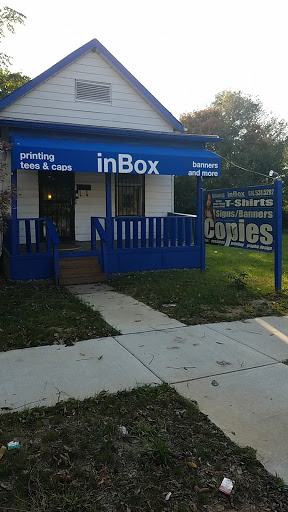 printing
tees & caps
inBox
banners
and more
inBox
T-Shirts
Signs/Banners
Copies